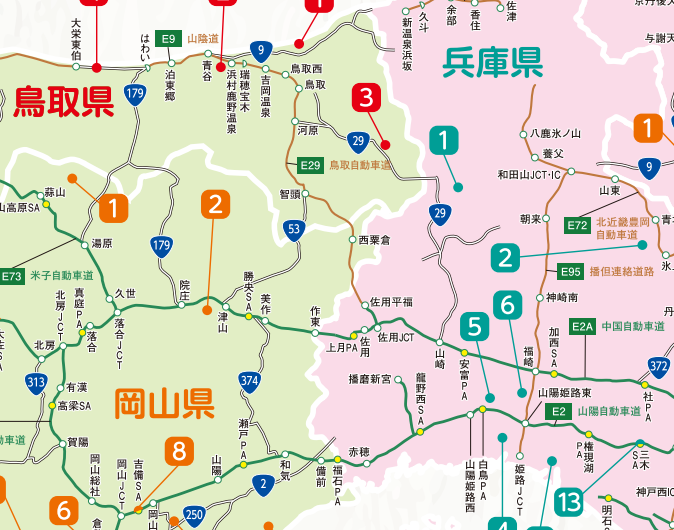 大栄東伯
はわい
E9
山陰道
泊東郷
青谷
浜村鹿野温泉
瑞穂宝木
吉岡温泉
9
鳥取西
鳥取
鳥取県
179
河原
3
29
E29
鳥取自動車道
智頭
新温泉浜坂
久斗
余部
香住
佐津
兵庫県
1
八鹿氷ノ山
養父
和田山JCT・IC
山東
1
9
朝来
E72
北近畿豊岡
自動車道
2
E95
播但連絡道路
神崎南
蒜山
1
2
湯原
179
53
29
西粟倉
E73
米子自動車道
久世
院庄
津山
勝央SA
美作
作東
真庭PA
北房JCT
落合
落合JCT
北房
上月PA
佐用
佐用平福
佐用JCT
山崎
安富PA
5
6
福崎
加西SA
E2A
中国自動車道
372
社PA
313
有漢
高梁SA
賀陽
岡山県
374
播磨新宮
龍野西SA
姫路東
山陽姫路東
E2
山陽自動車道
権現湖PA
三木SA
瀬戸PA
和気
備前
福石PA
赤穂
山陽姫路西
白鳥PA
姫路JCT
13
神戸西IC
明石
8
山陽
2
岡山総社
岡山JCT
吉備SA
岡山
6
250